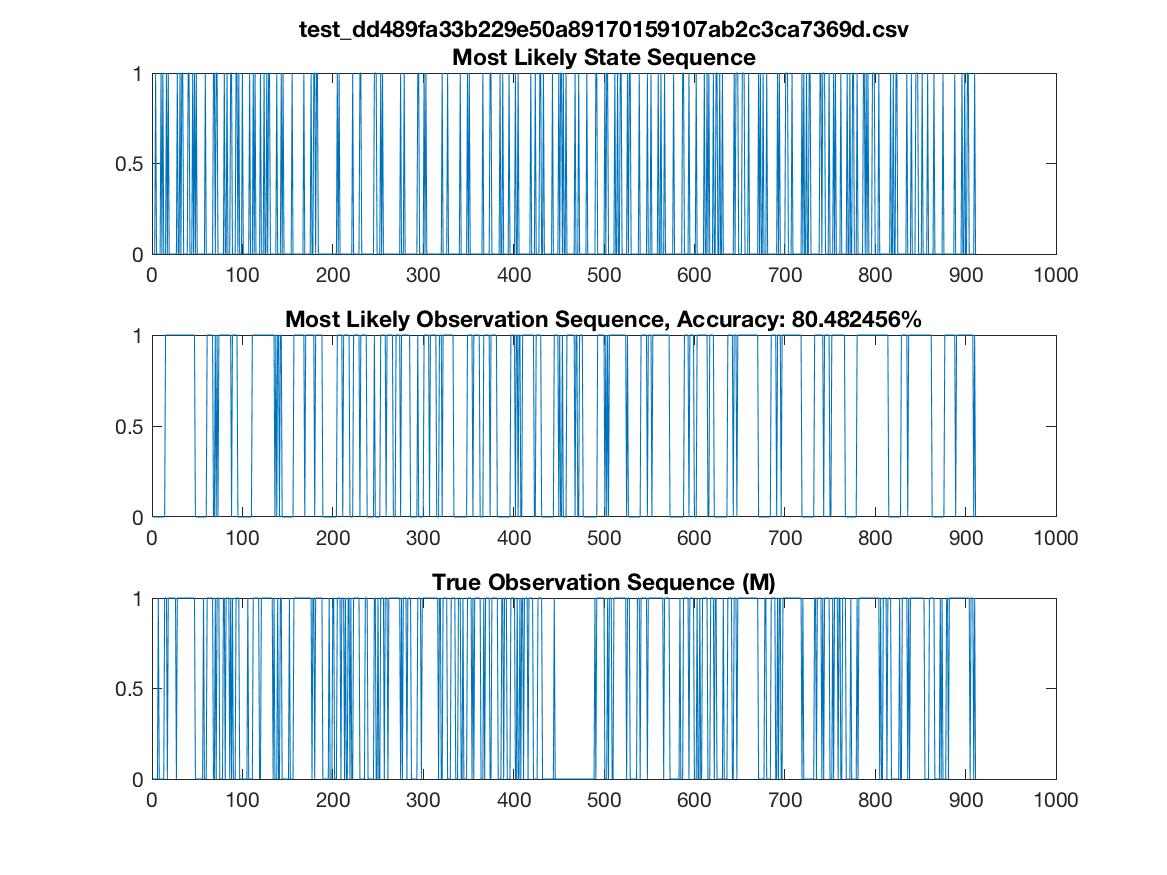 test_dd489fa33b229e50a89170159107ab2c3ca7369d.csv
Most Likely State Sequence
1
0.5
0
0 100 200 300 400 500 600 700 800 900 1000
Most Likely Observation Sequence, Accuracy: 80.482456%
1
0.5
0
0 100 200 300 400 500 600 700 800 900 1000
True Observation Sequence (M)
1
0.5
0
0 100 200 300 400 500 600 700 800 900 1000